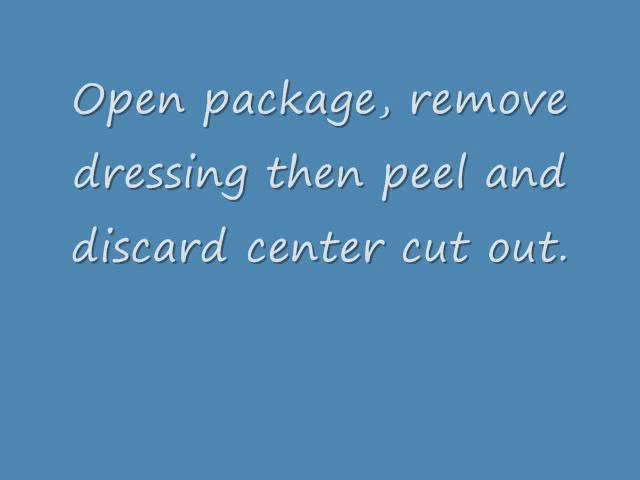 Open package, remove
dressing then peel and
discard center cut out.